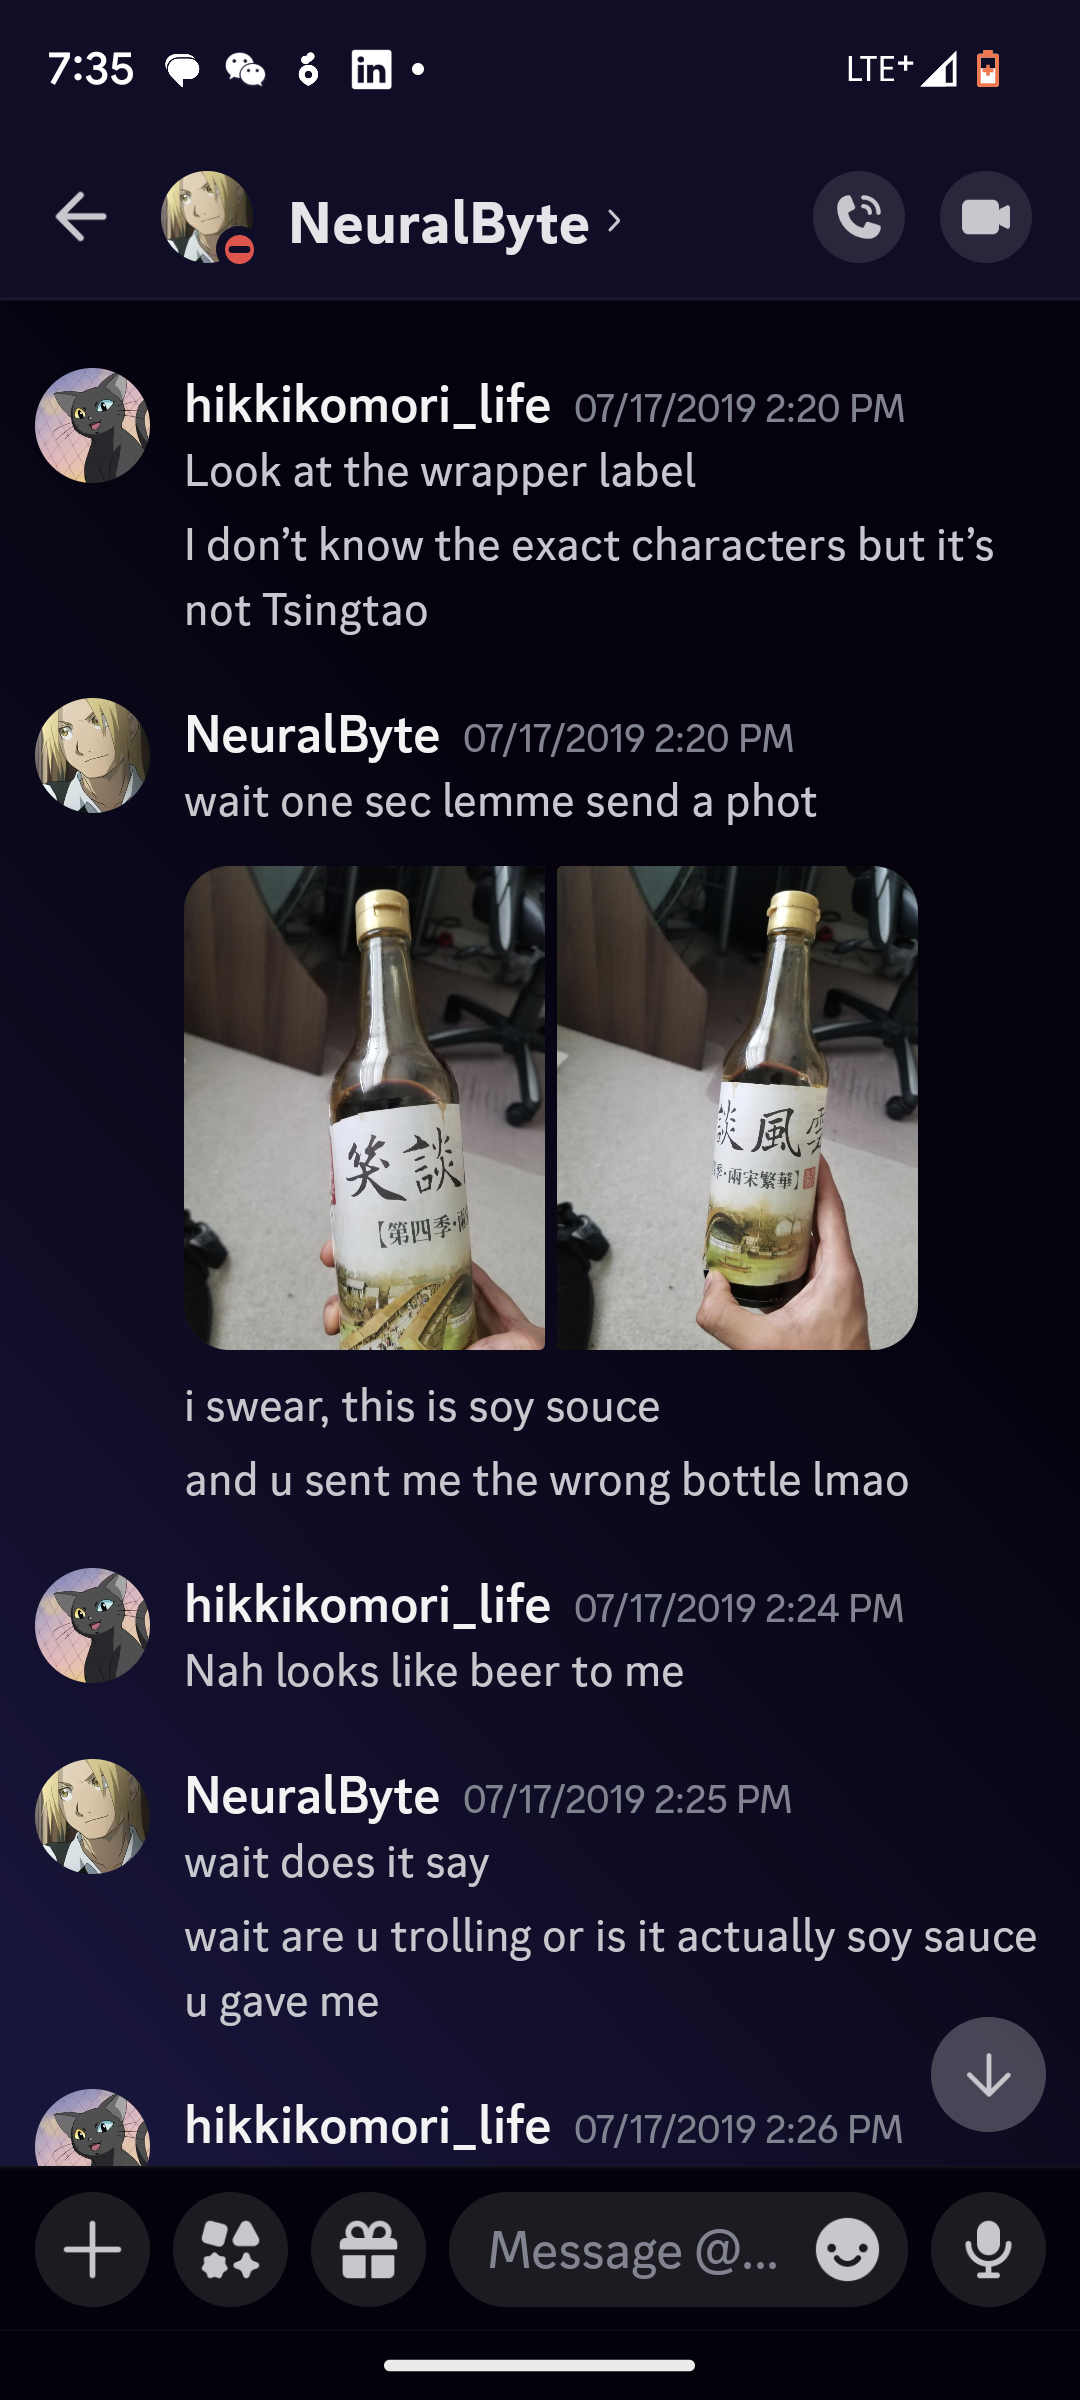 7:35
LTE+
NeuralByte
hikkikomori_life 07/17/2019 2:20 PM
Look at the wrapper label
I don’t know the exact characters but it’s
not Tsingtao
NeuralByte 07/17/2019 2:20 PM
wait one sec lemme send a phot
笑談
【第四季·兩
談風雲
季·兩宋繁華】
i swear, this is soy souce
and u sent me the wrong bottle lmao
hikkikomori_life 07/17/2019 2:24 PM
Nah looks like beer to me
NeuralByte 07/17/2019 2:25 PM
wait does it say
wait are u trolling or is it actually soy sauce
u gave me
hikkikomori_life 07/17/2019 2:26 PM
Message @...